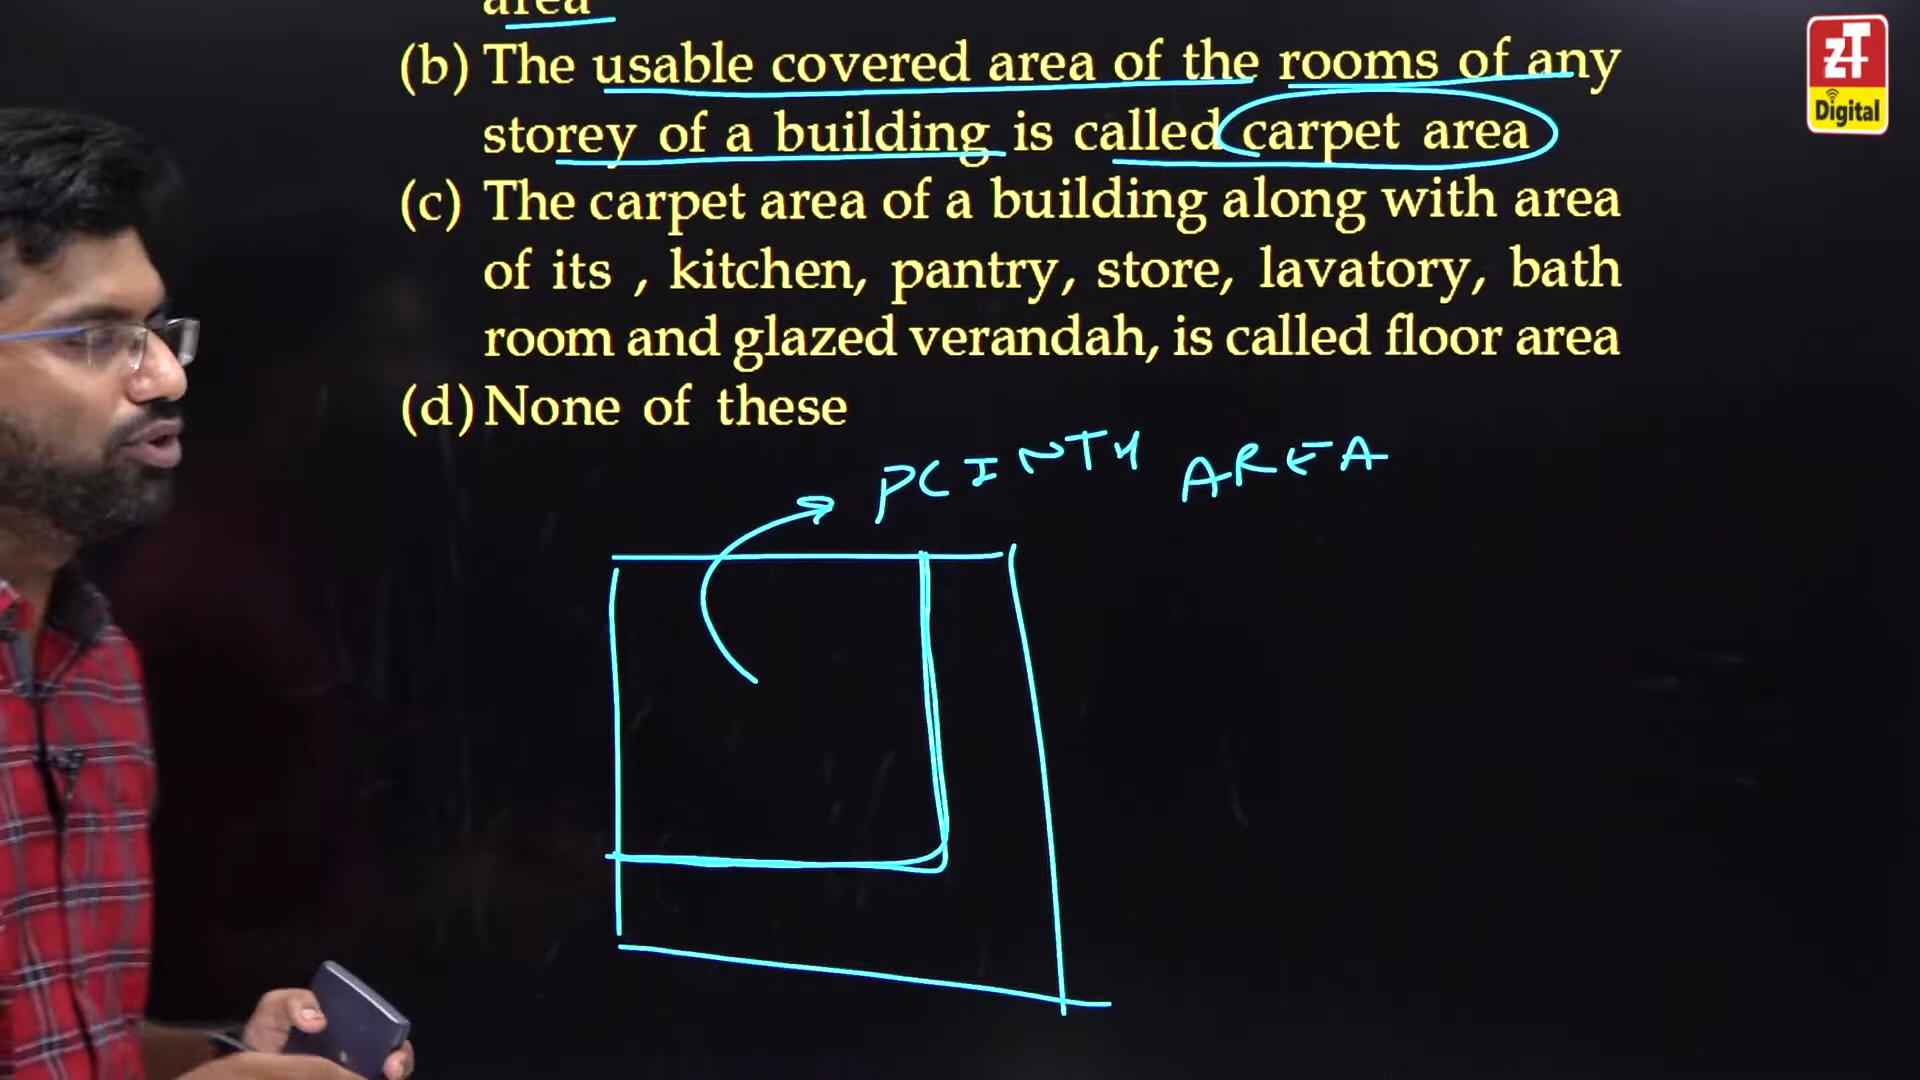 area
(b) The usable covered area of the rooms of any
storey of a building is called carpet area
(c) The carpet area of a building along with area
of its , kitchen, pantry, store, lavatory, bath
room and glazed verandah, is called floor area
(d) None of these
PLINTH AREA
ZT
Digital